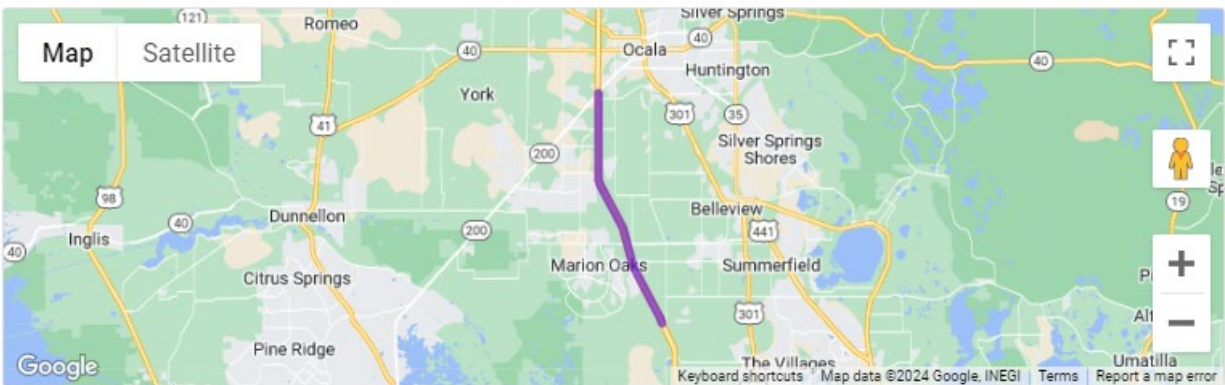 Map
Satellite
121
Romeo
Silver Springs
40
Ocala
40
40
Huntington
York
41
301
35
Silver Springs
Shores
200
98
19
Dunnellon
Belleview
40
200
441
Inglis
40
Marion Oaks
Summerfield
Citrus Springs
301
Pine Ridge
The Villages
Umatilla
Google
Keyboard shortcuts
Map data ©2024 Google, INEGI
Terms
Report a map error